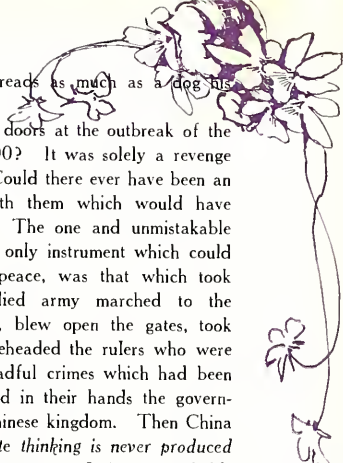 reads as much as a dog his
doors at the outbreak of the
00? It was solely a revenge
Could there ever have been an
th them which would have
The one and unmistakable
only instrument which could
peace, was that which took
lied army marched to the
, blew open the gates, took
eheaded the rulers who were
adful crimes which had been
d in their hands the govern-
hinese kingdom. Then China
te thinking is never produced